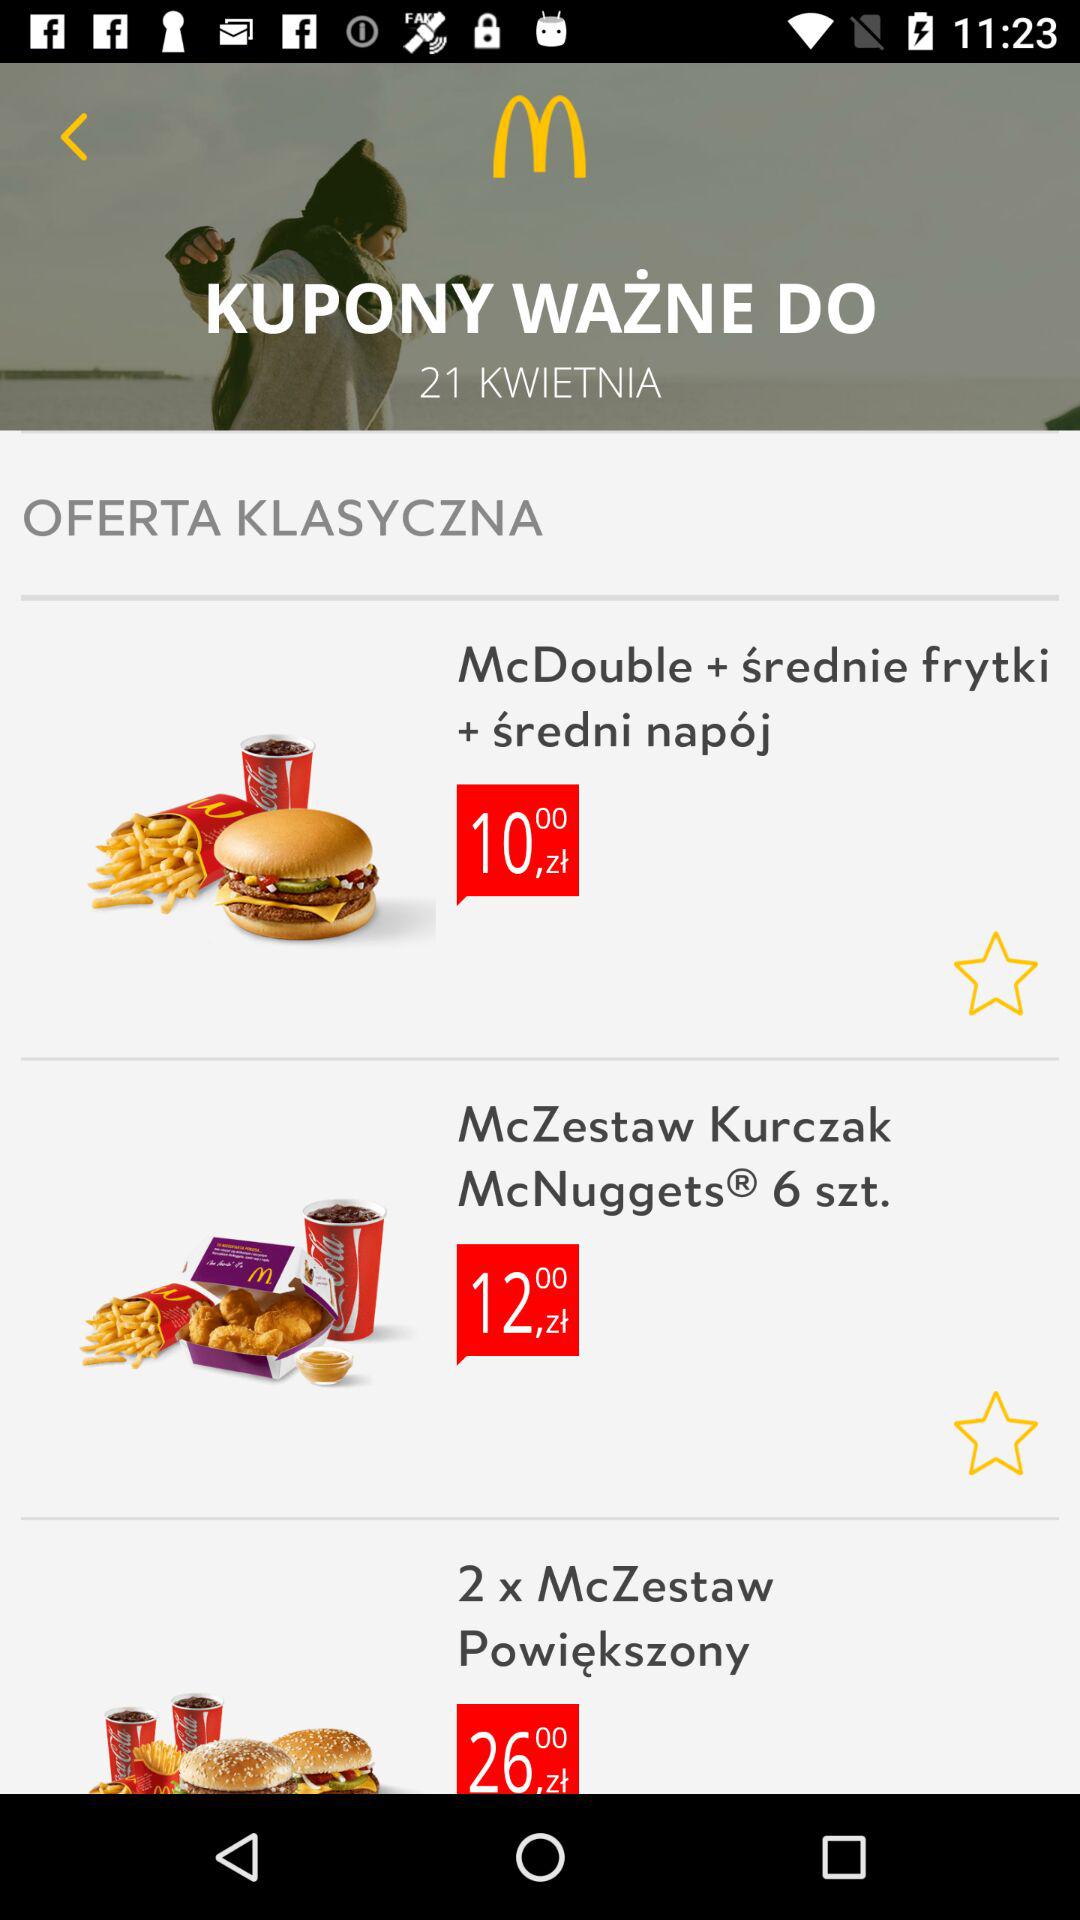 FAKE
11:23
KUPONY WAŻNE DO
21 KWIETNIA
OFERTA KLASYCZNA
McDouble + średnie frytki
+ średni napój
10,00 zł
McZestaw Kurczak
McNuggets® 6 szt.
12,00 zł
2 x McZestaw
Powiększony
26,00 zł